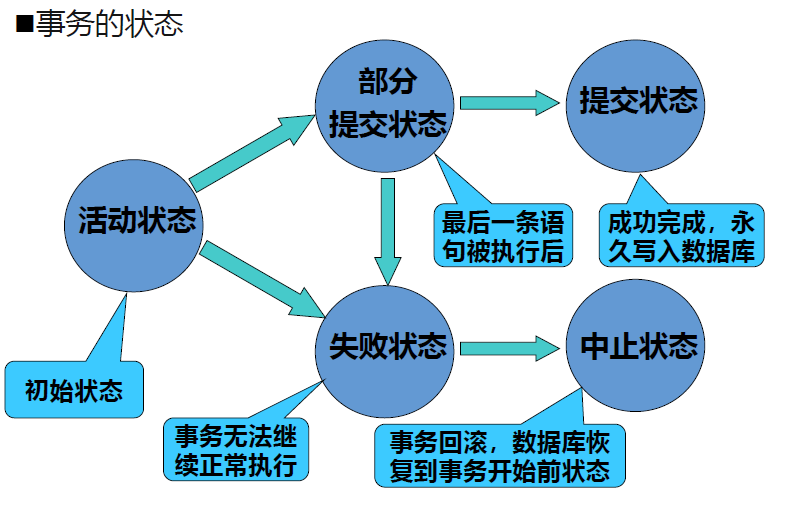 ■事务的状态
部分
提交状态
提交状态
活动状态
最后一条语
句被执行后
成功完成，永
久写入数据库
失败状态
中止状态
初始状态
事务无法继
续正常执行
事务回滚，数据库恢
复到事务开始前状态